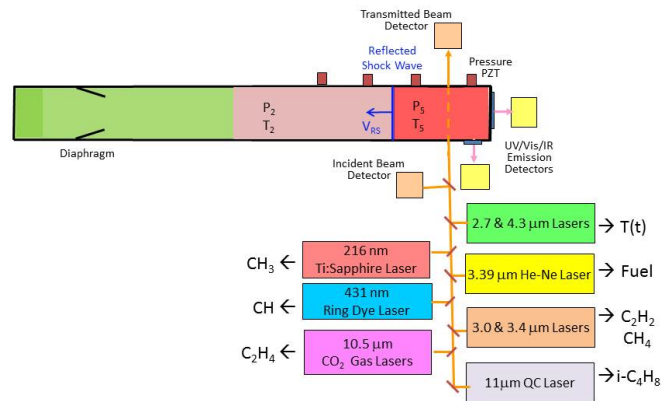 Transmitted Beam
Detector
Reflected
Shock Wave
Pressure
PZT
P₂
T₂
V_RS
P₅
T₅
Diaphragm
UV/Vis/IR
Emission
Detectors
Incident Beam
Detector
2.7 & 4.3 µm Lasers
→ T(t)
216 nm
Ti:Sapphire Laser
CH₃ ←
3.39 µm He-Ne Laser
→ Fuel
431 nm
Ring Dye Laser
CH ←
3.0 & 3.4 µm Lasers
→ C₂H₂
CH₄
10.5 µm
CO₂ Gas Lasers
C₂H₄ ←
11µm QC Laser
→ i-C₄H₈